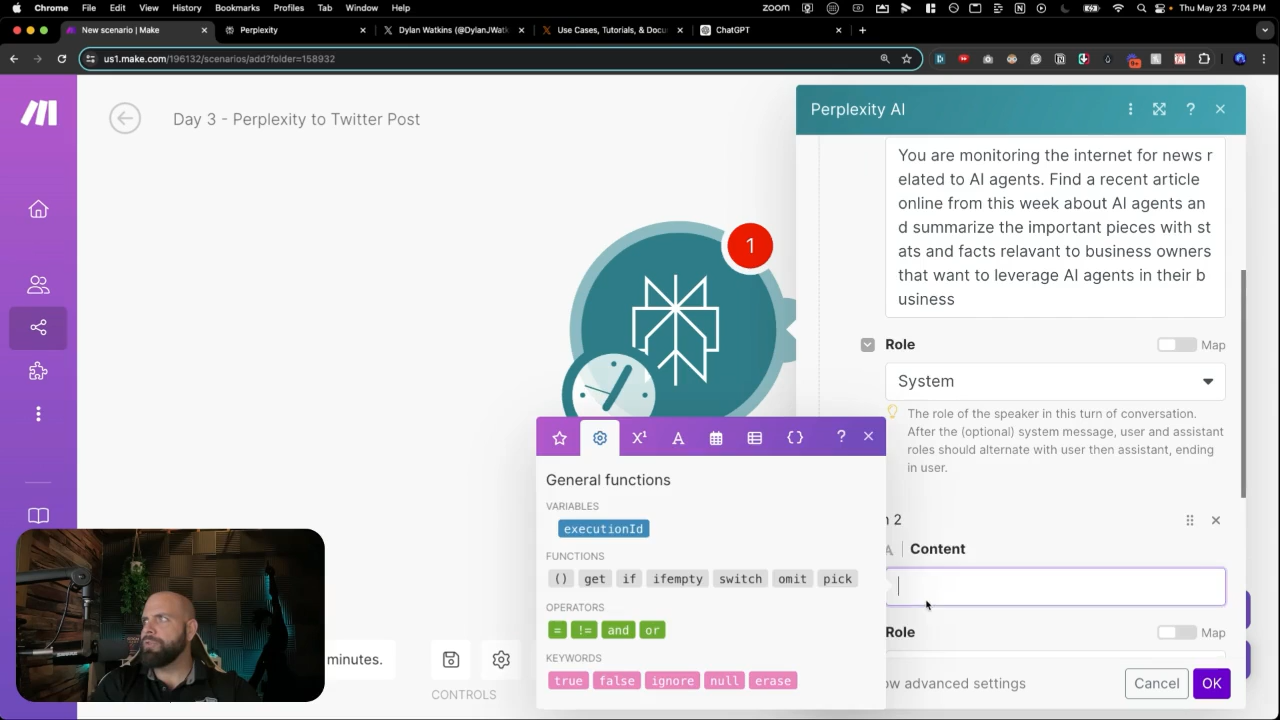 Chrome File Edit View History Bookmarks Profiles Tab Window Help
zoom
Thu May 23 7:04 PM
New scenario | Make
Perplexity
Dylan Watkins (@DylanJWatk
Use Cases, Tutorials, & Docu
ChatGPT
us1.make.com/196132/scenarios/add?folder=158932
Day 3 - Perplexity to Twitter Post
Perplexity AI
You are monitoring the internet for news r
elated to AI agents. Find a recent article
online from this week about AI agents an
d summarize the important pieces with st
ats and facts relavant to business owners
that want to leverage AI agents in their b
usiness
1
Role
Map
System
The role of the speaker in this turn of conversation.
After the (optional) system message, user and assistant
roles should alternate with user then assistant, ending
in user.
General functions
VARIABLES
executionId
FUNCTIONS
() get if ifempty switch omit pick
OPERATORS
= != and or
KEYWORDS
true false ignore null erase
2
Content
Role
Map
minutes.
CONTROLS
advanced settings
Cancel
OK